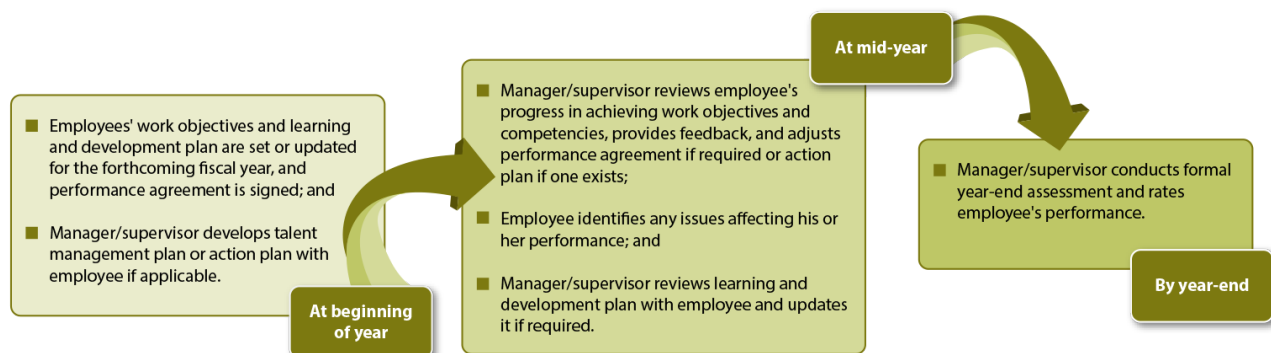 ■ Employees' work objectives and learning
and development plan are set or updated
for the forthcoming fiscal year, and
performance agreement is signed; and
■ Manager/supervisor develops talent
management plan or action plan with
employee if applicable.
At beginning
of year
■ Manager/supervisor reviews employee's
progress in achieving work objectives and
competencies, provides feedback, and adjusts
performance agreement if required or action
plan if one exists;
■ Employee identifies any issues affecting his or
her performance; and
■ Manager/supervisor reviews learning and
development plan with employee and updates
it if required.
At mid-year
■ Manager/supervisor conducts formal
year-end assessment and rates
employee's performance.
By year-end